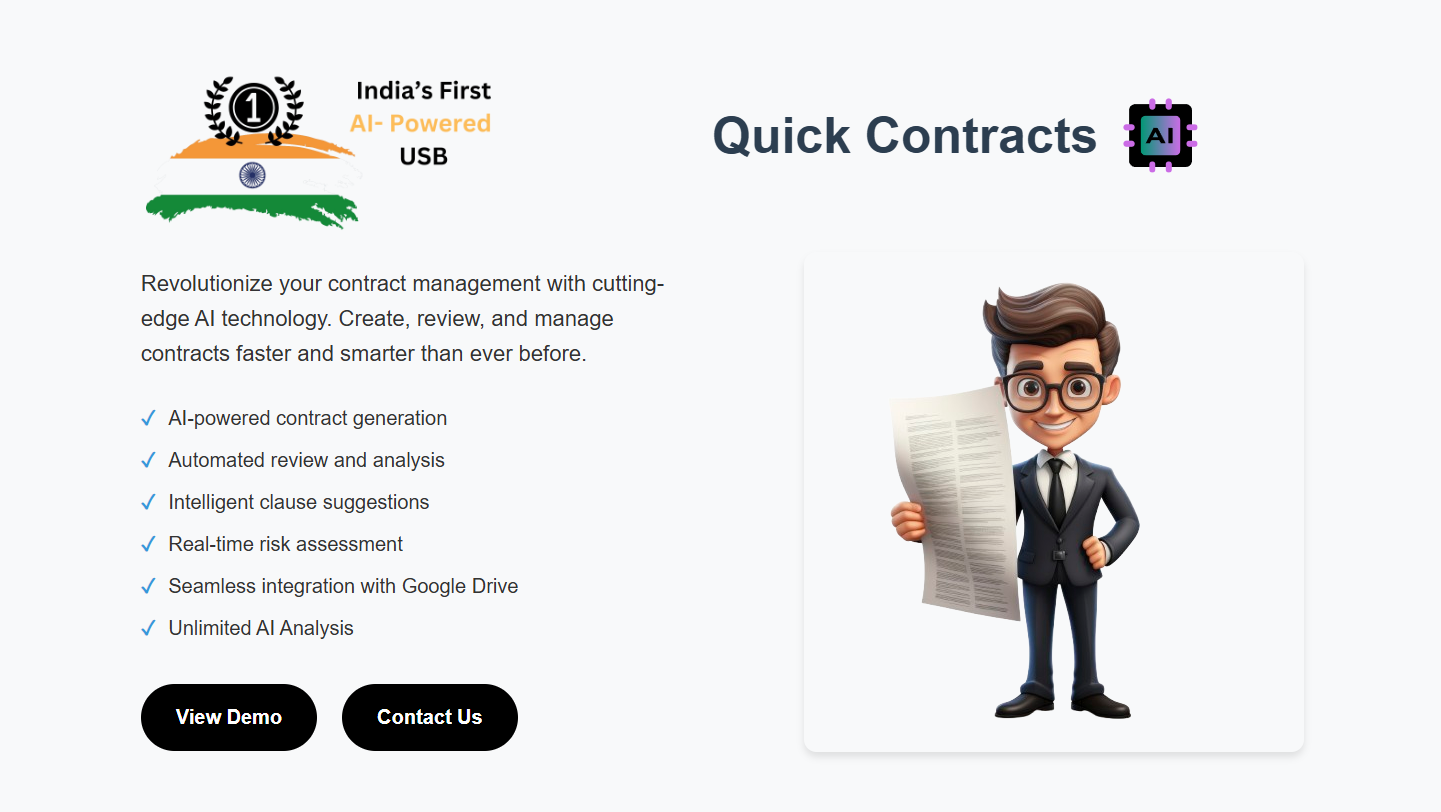 1
India's First
AI- Powered
USB
Quick Contracts
AI
Revolutionize your contract management with cutting-
edge AI technology. Create, review, and manage
contracts faster and smarter than ever before.
✓ AI-powered contract generation
✓ Automated review and analysis
✓ Intelligent clause suggestions
✓ Real-time risk assessment
✓ Seamless integration with Google Drive
✓ Unlimited AI Analysis
View Demo
Contact Us